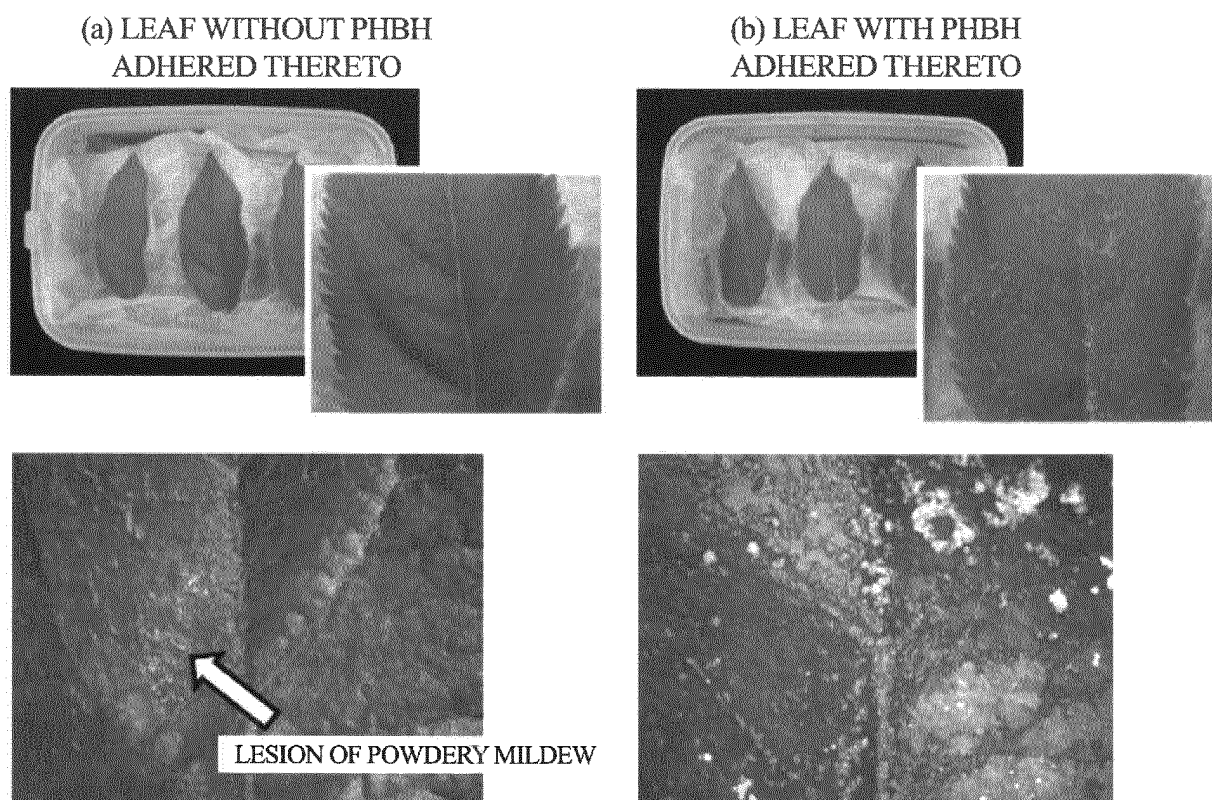 (a) LEAF WITHOUT PHBH
ADHERED THERETO
(b) LEAF WITH PHBH
ADHERED THERETO
LESION OF POWDERY MILDEW